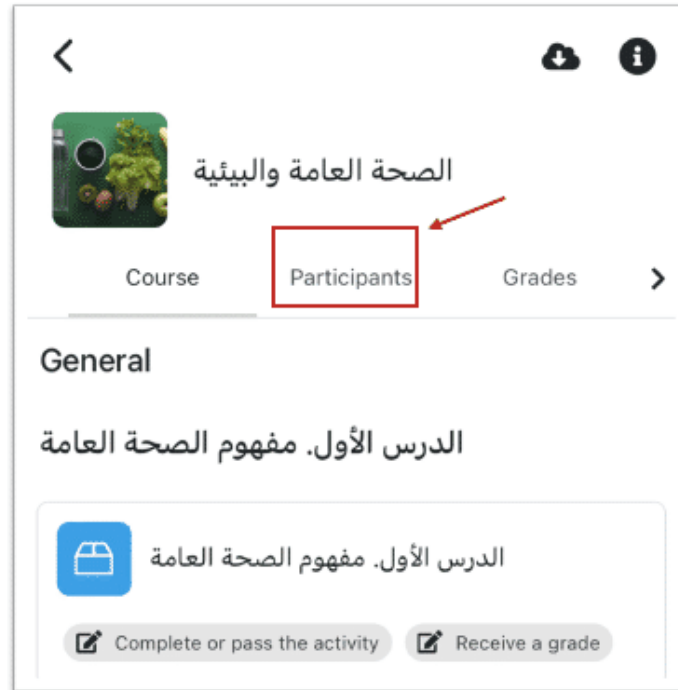 الصحة العامة والبيئية
Course Participants Grades
General
الدرس الأول. مفهوم الصحة العامة
الدرس الأول. مفهوم الصحة العامة
Complete or pass the activity Receive a grade